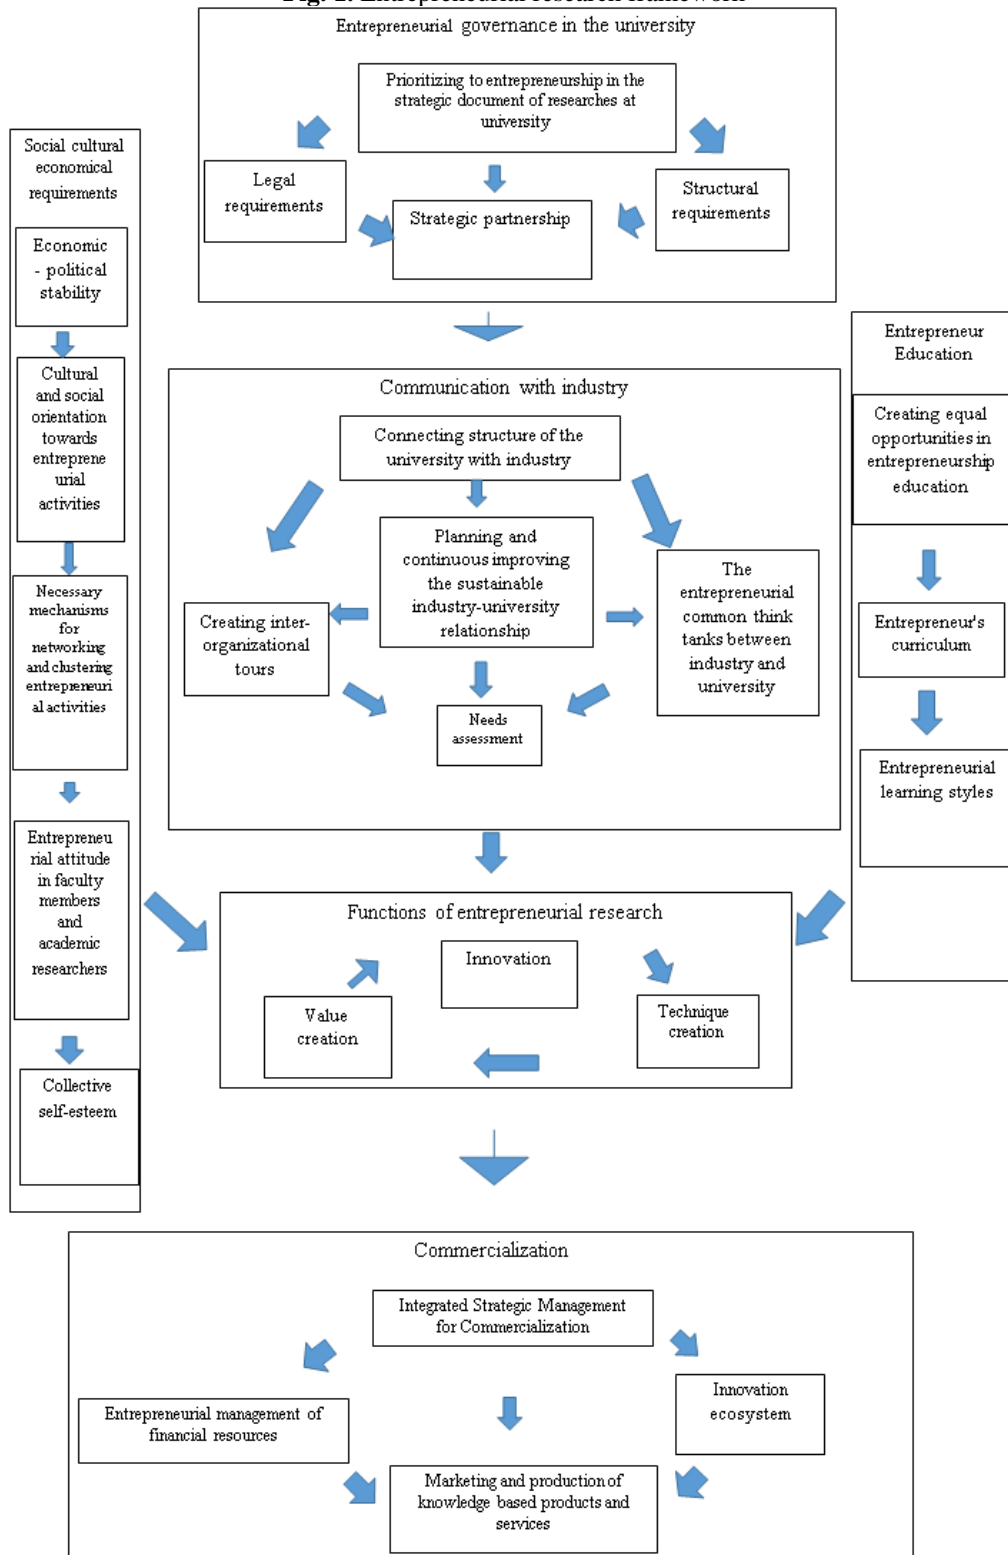 Fig. 2. Entrepreneurial research framework
Entrepreneurial governance in the university
Prioritizing to entrepreneurship in the
strategic document of researches at
university
Legal
requirements
Strategic partnership
Structural
requirements
Social cultural
economical
requirements
Economic
- political
stability
Cultural
and social
orientation
towards
entreprene
urial
activities
Necessary
mechanisms
for
networking
and clustering
entrepreneuri
al activities
Entrepreneu
rial attitude
in faculty
members
and
academic
researchers
Collective
self-esteem
Communication with industry
Connecting structure of the
university with industry
Planning and
continuous improving
the sustainable
industry-university
relationship
Creating inter-
organizational
tours
The
entrepreneurial
common think
tanks between
industry and
university
Needs
assessment
Entrepreneur
Education
Creating equal
opportunities in
entrepreneurship
education
Entrepreneur's
curriculum
Entrepreneurial
learning styles
Functions of entrepreneurial research
Innovation
Value
creation
Technique
creation
Commercialization
Integrated Strategic Management
for Commercialization
Entrepreneurial management of
financial resources
Innovation
ecosystem
Marketing and production of
knowledge based products and
services